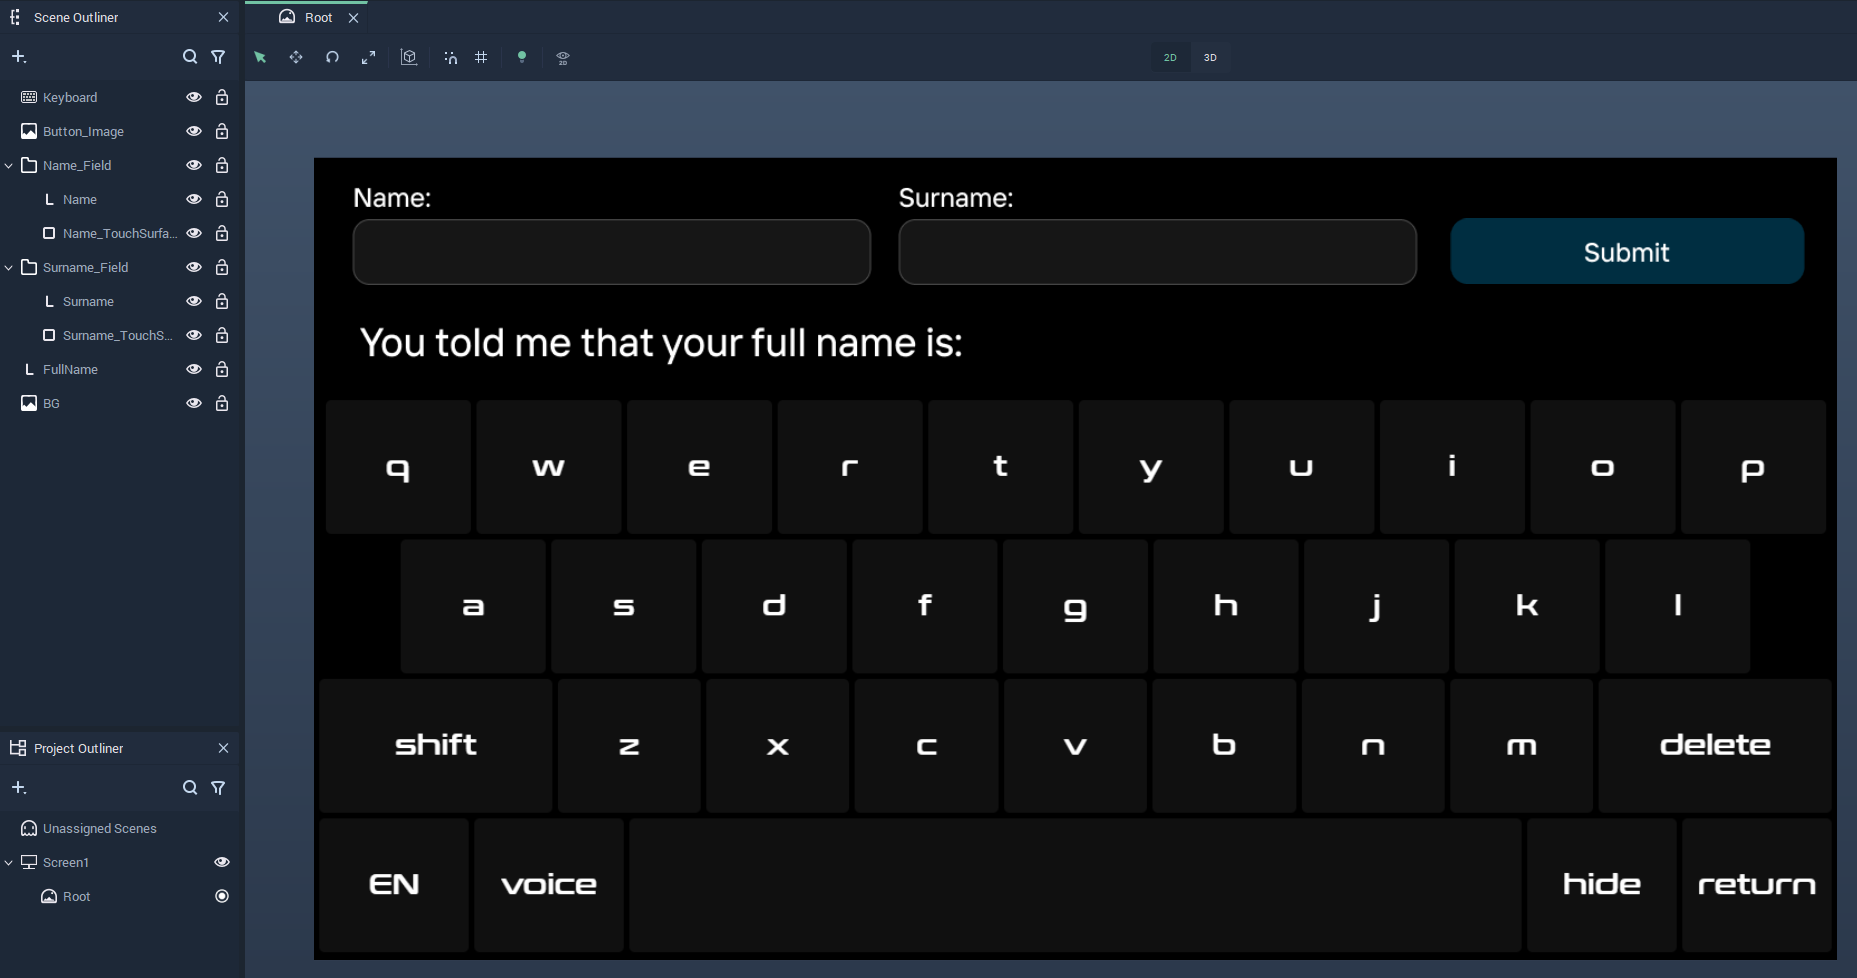 Scene Outliner
Root
2D 3D
Keyboard
Button_Image
Name_Field
Name
Name_TouchSurfa...
Surname_Field
Surname
Surname_TouchS...
FullName
BG
Project Outliner
Unassigned Scenes
Screen1
Root
Name: Surname:
Submit
You told me that your full name is:
q w e r t y u i o p
a s d f g h j k l
shift z x c v b n m delete
EN voice hide return